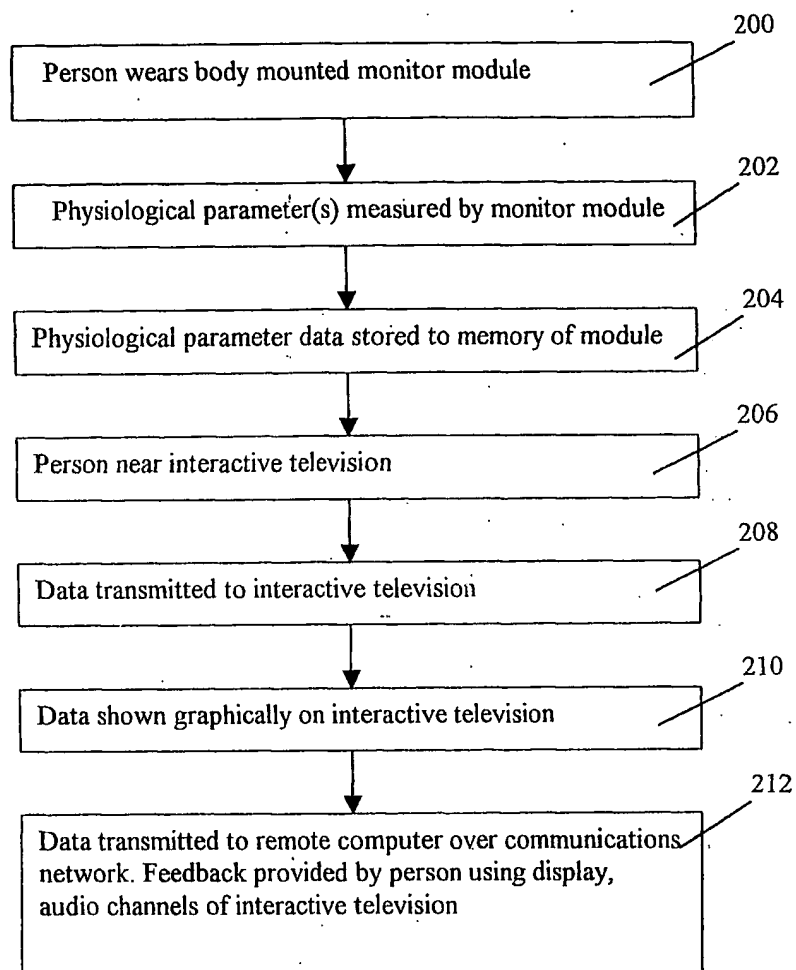 200
Person wears body mounted monitor module
202
Physiological parameter(s) measured by monitor module
204
Physiological parameter data stored to memory of module
206
Person near interactive television
208
Data transmitted to interactive television
210
Data shown graphically on interactive television
212
Data transmitted to remote computer over communications
network. Feedback provided by person using display,
audio channels of interactive television